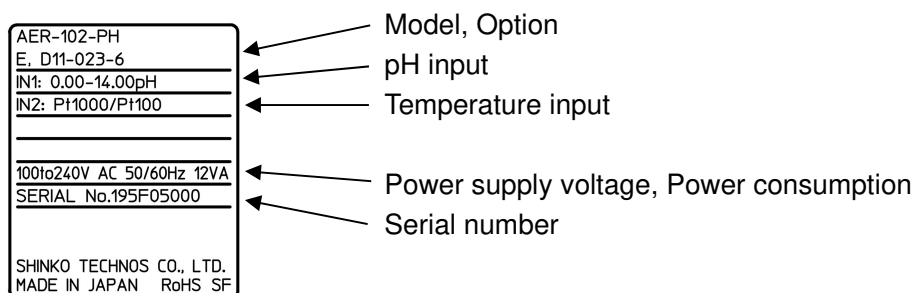 AER-102-PH
E, D11-023-6
IN1: 0.00-14.00pH
IN2: Pt1000/Pt100
100to240V AC 50/60Hz 12VA
SERIAL No.195F05000
SHINKO TECHNOS CO., LTD.
MADE IN JAPAN RoHS SF
Model, Option
pH input
Temperature input
Power supply voltage, Power consumption
Serial number